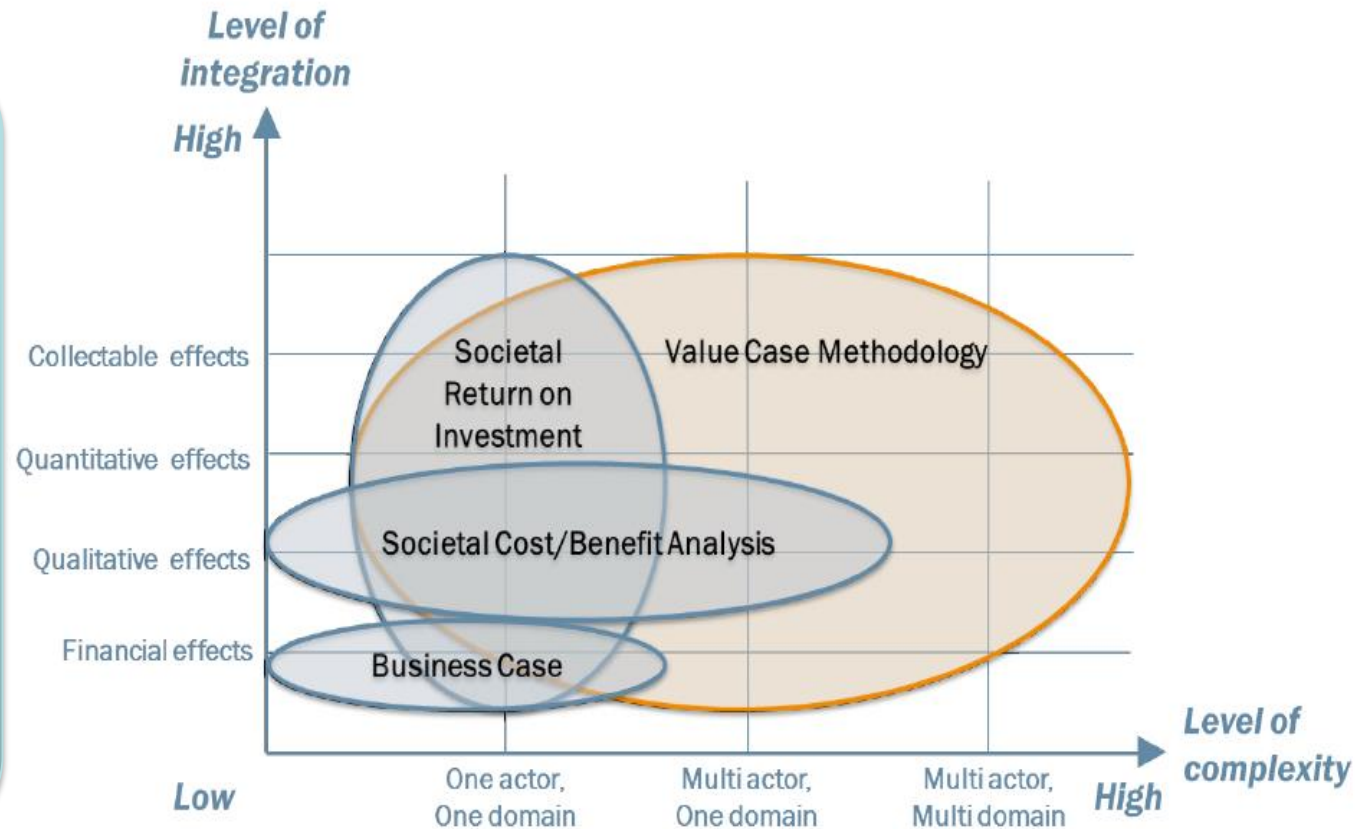 Level of
integration
High
Collectable effects
Quantitative effects
Qualitative effects
Financial effects
Societal
Return on
Investment
Value Case Methodology
Societal Cost/Benefit Analysis
Business Case
Low
One actor,
One domain
Multi actor,
One domain
Multi actor,
Multi domain
High
Level of
complexity